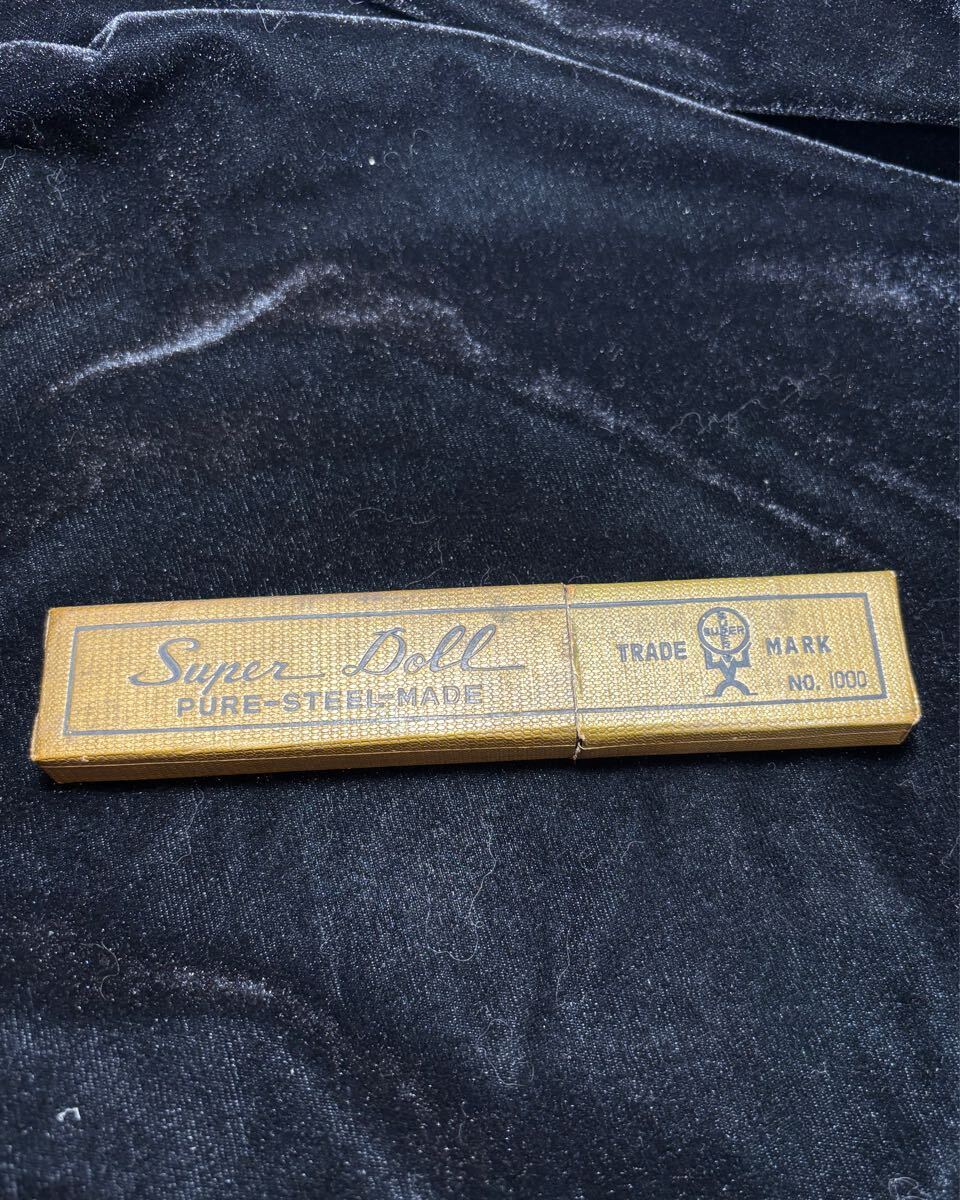 Super Doll
PURE-STEEL-MADE
TRADE MARK
SUPER
NO. 1000